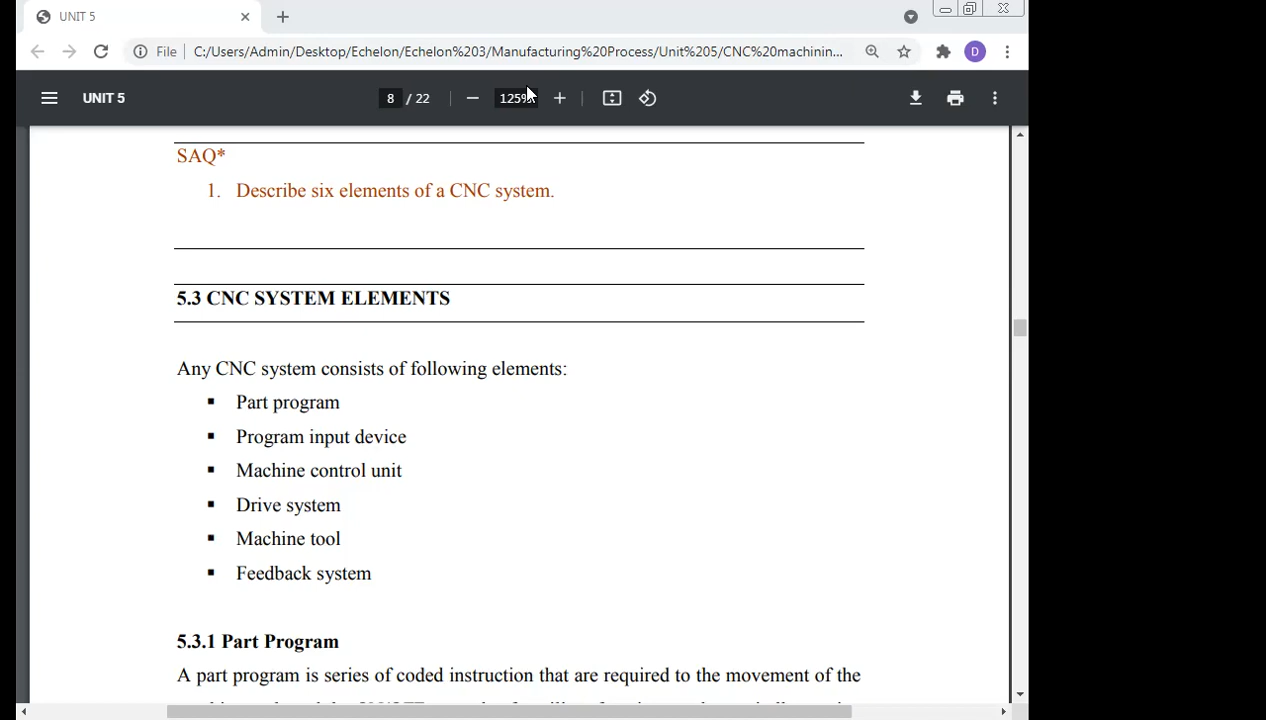 UNIT 5
File
C:/Users/Admin/Desktop/Echelon/Echelon%203/Manufacturing%20Process/Unit%205/CNC%20machinin...
D
UNIT 5
8 / 22
125%
SAQ*
1. Describe six elements of a CNC system.
5.3 CNC SYSTEM ELEMENTS
Any CNC system consists of following elements:
▪ Part program
▪ Program input device
▪ Machine control unit
▪ Drive system
▪ Machine tool
▪ Feedback system
5.3.1 Part Program
A part program is series of coded instruction that are required to the movement of the